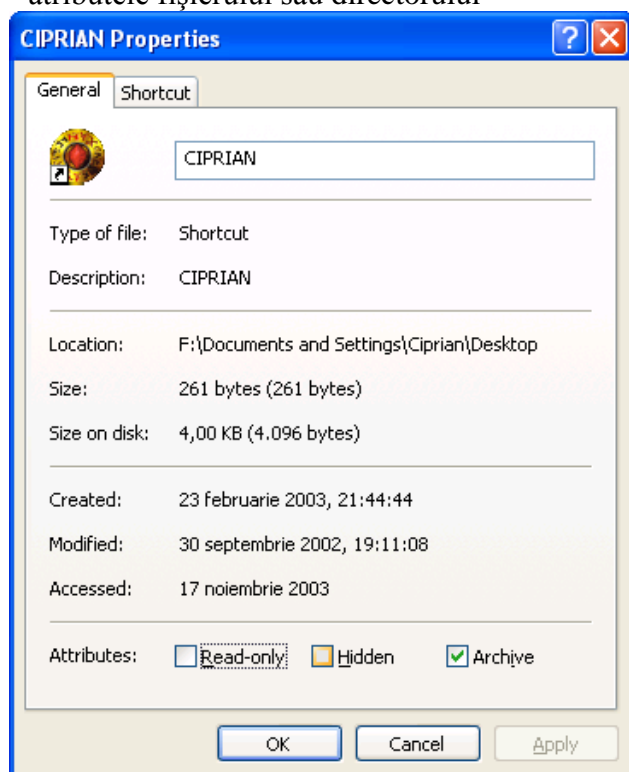 atributele fişierului sau directorului
CIPRIAN Properties
General Shortcut
CIPRIAN
Type of file: Shortcut
Description: CIPRIAN
Location: F:\Documents and Settings\Ciprian\Desktop
Size: 261 bytes (261 bytes)
Size on disk: 4,00 KB (4.096 bytes)
Created: 23 februarie 2003, 21:44:44
Modified: 30 septembrie 2002, 19:11:08
Accessed: 17 noiembrie 2003
Attributes: Read-only Hidden Archive
OK Cancel Apply